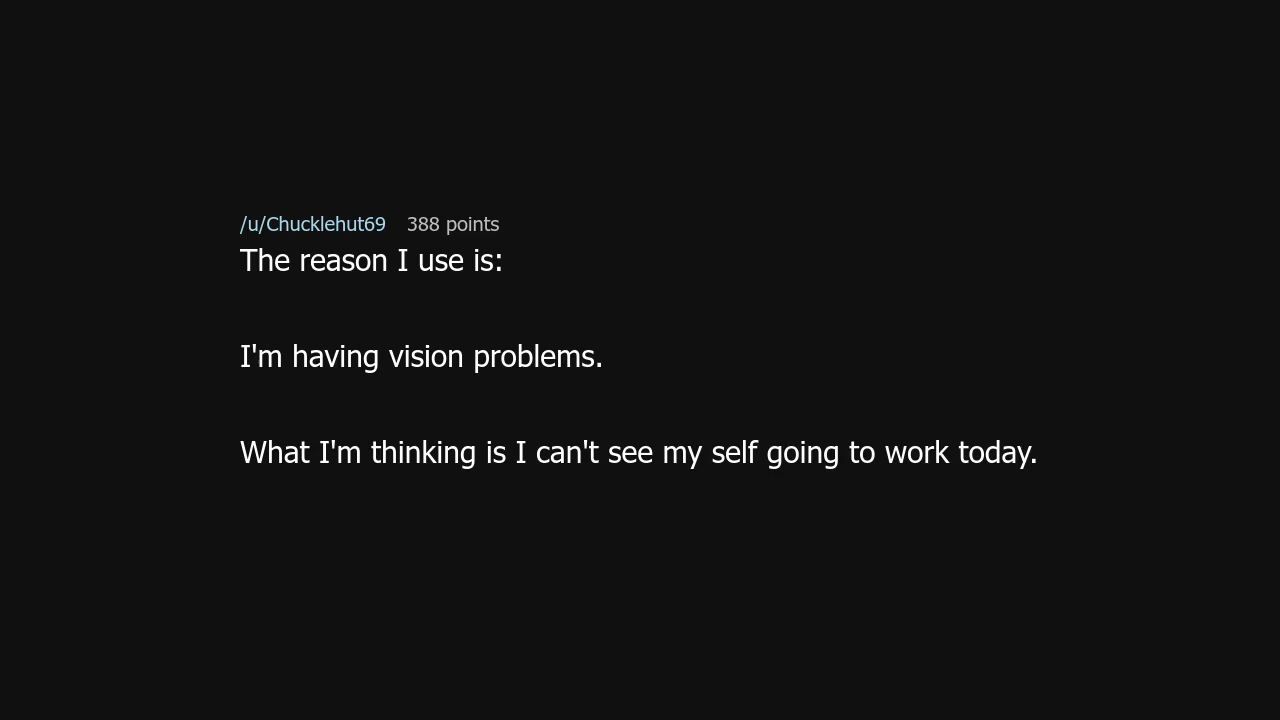 /u/Chucklehut69 388 points
The reason I use is:
I'm having vision problems.
What I'm thinking is I can't see my self going to work today.